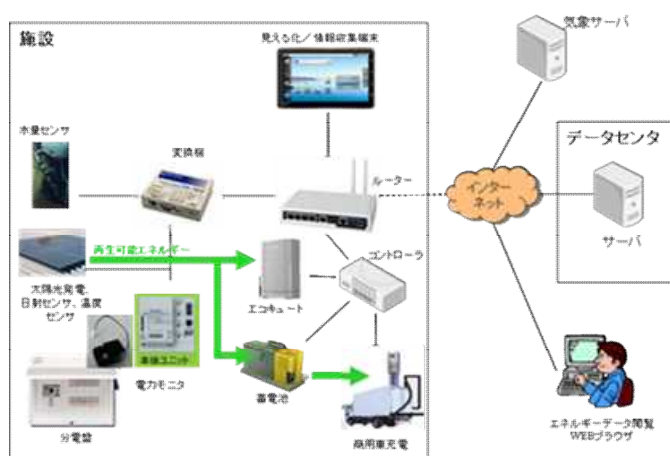 施設
見える化／情報収集端末
気象サーバ
水量センサ
変換機
ルーター
データセンタ
インター
ネット
サーバ
再生可能エネルギー
コントローラ
太陽光発電、
日射センサ、温度
センサ
エコキュート
電力モニタ
蓄電池
分電盤
商用車充電
エネルギーデータ閲覧
WEBブラウザ